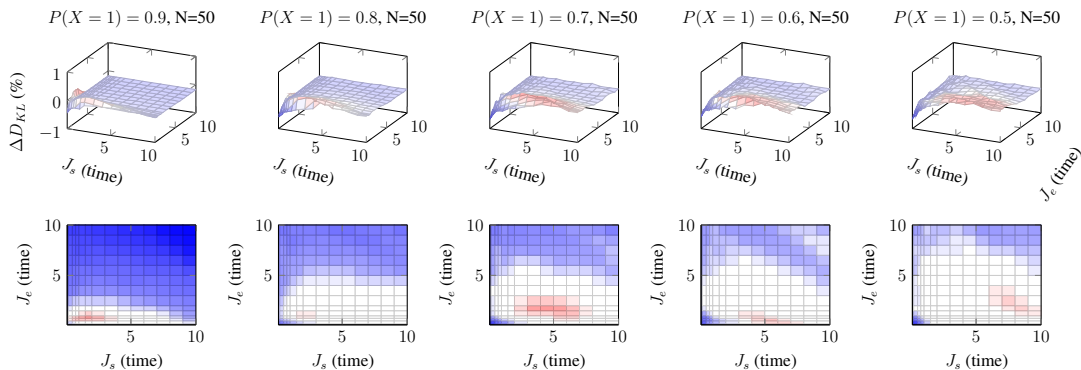 P(X = 1) = 0.9, N=50
P(X = 1) = 0.8, N=50
P(X = 1) = 0.7, N=50
P(X = 1) = 0.6, N=50
P(X = 1) = 0.5, N=50
ΔD_{KL} (%)
1
0
−1
5
10
5
10
J_s (time)
5
10
5
10
J_s (time)
5
10
5
10
J_s (time)
5
10
5
10
J_s (time)
5
10
5
10
J_s (time)
J_e (time)
J_e (time)
10
5
5
10
J_s (time)
J_e (time)
10
5
5
10
J_s (time)
J_e (time)
10
5
5
10
J_s (time)
J_e (time)
10
5
5
10
J_s (time)
J_e (time)
10
5
5
10
J_s (time)